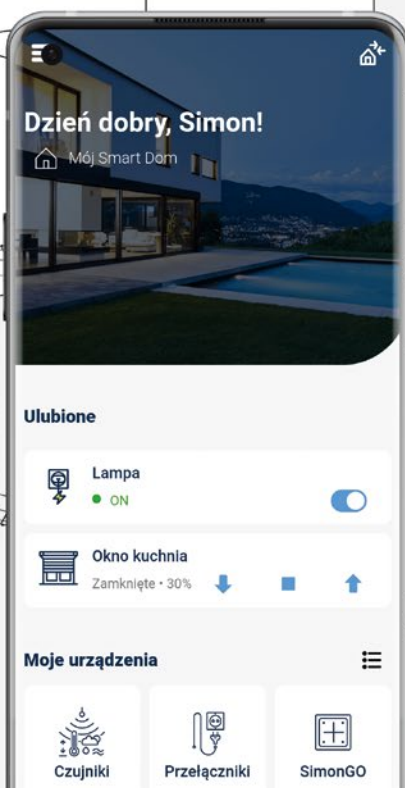 Dzień dobry, Simon!
Mój Smart Dom
Ulubione
Lampa
ON
Okno kuchnia
Zamknięte • 30%
Moje urządzenia
Czujniki
Przełączniki
SimonGO